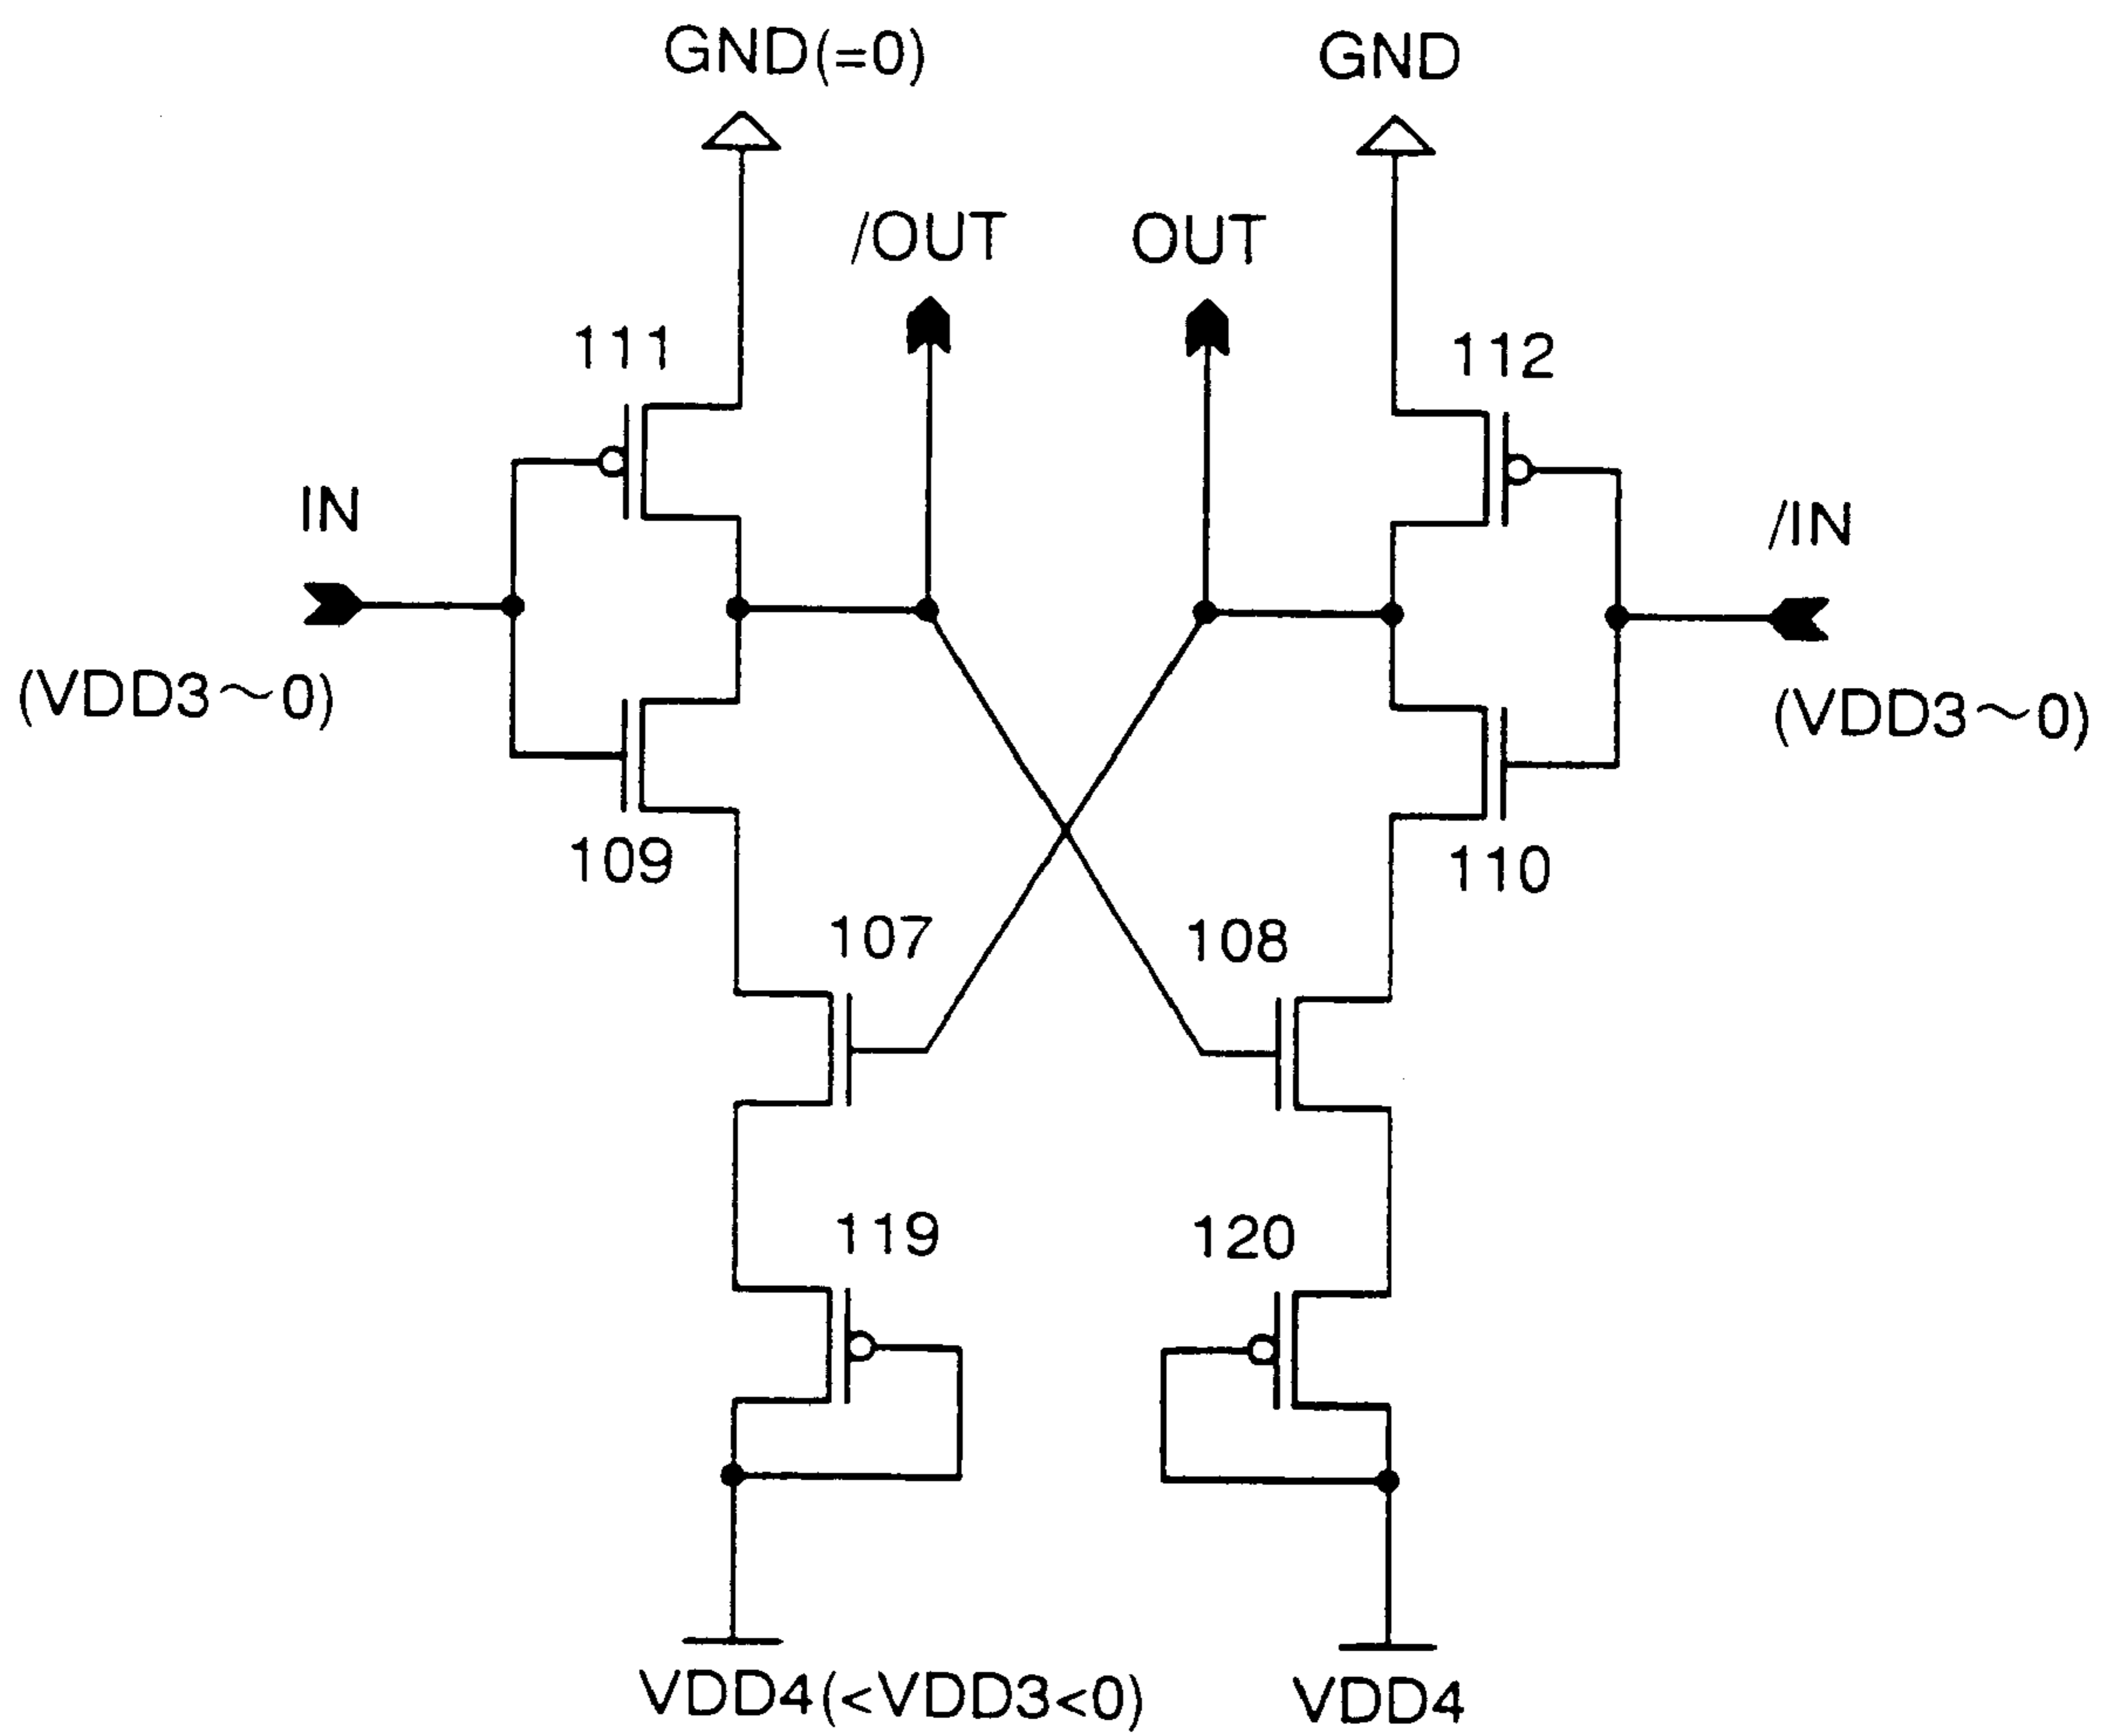 GND(=0)
GND
/OUT
OUT
111
112
IN
/IN
(VDD3～0)
(VDD3～0)
109
110
107
108
119
120
VDD4(<VDD3<0)
VDD4